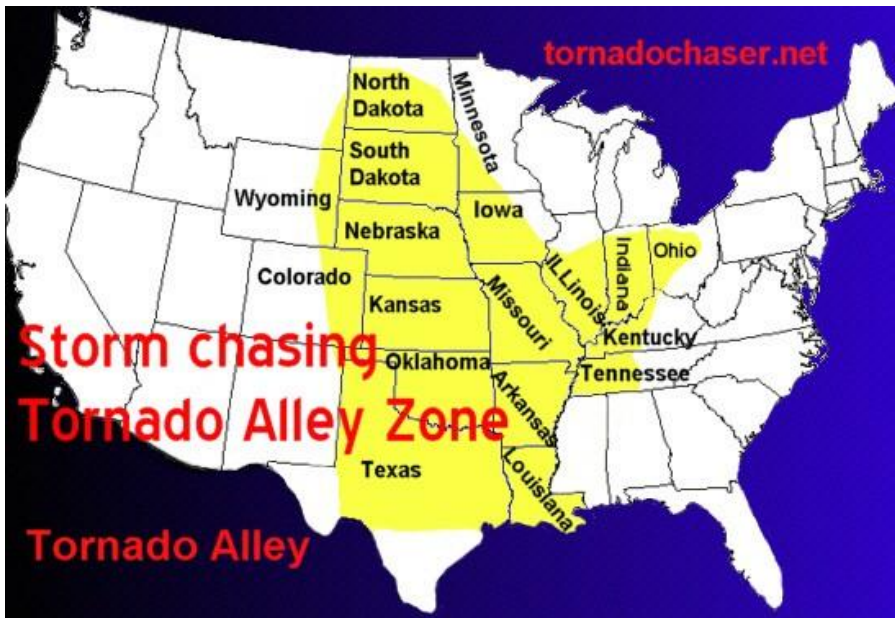 tornadochaser.net
North
Dakota
Minnesota
South
Dakota
Wyoming
Iowa
Nebraska
Ohio
Indiana
ILLinois
Colorado
Kansas
Missouri
Storm chasing
Kentucky
Oklahoma
Tennessee
Arkansas
Tornado Alley Zone
Texas
Louisiana
Tornado Alley